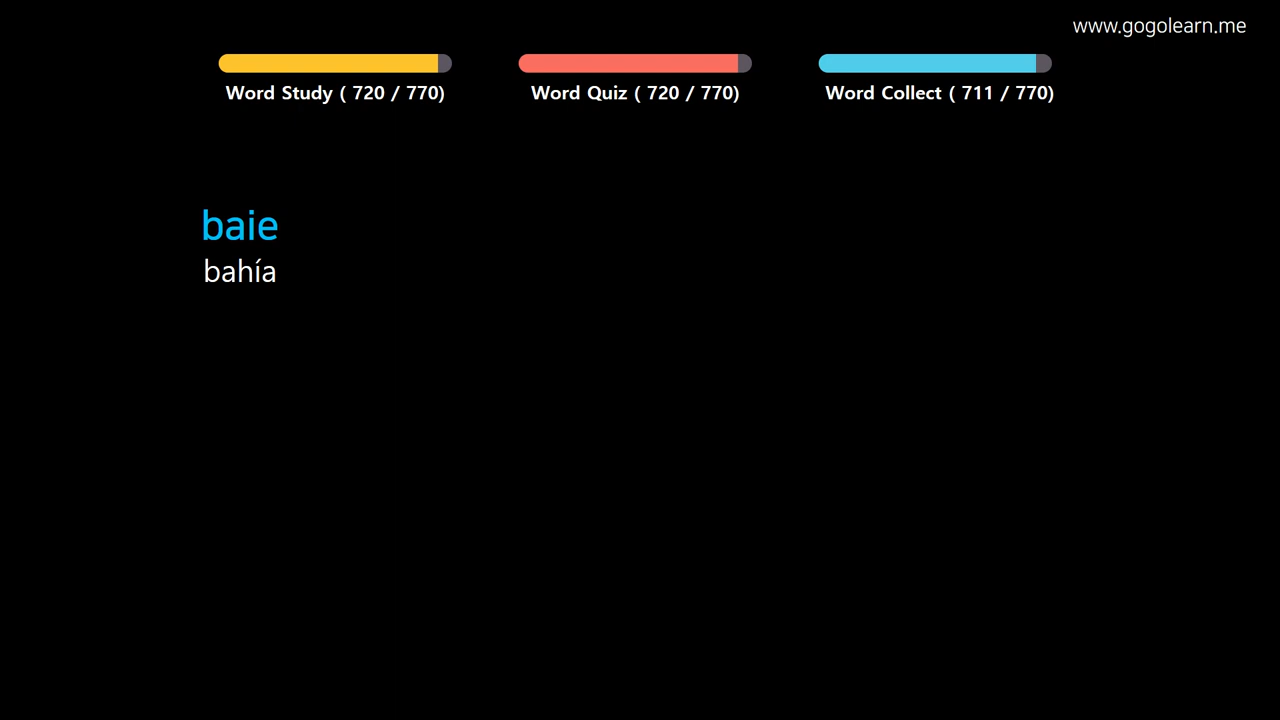 www.gogolearn.me
Word Study ( 720 / 770)
Word Quiz ( 720 / 770)
Word Collect ( 711 / 770)
baie
bahía